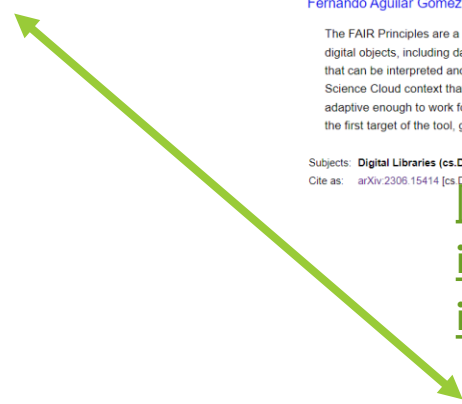 Fernando Aguilar Gómez
The FAIR Principles are a
digital objects, including da
that can be interpreted and
Science Cloud context tha
adaptive enough to work fo
the first target of the tool, g
Subjects: Digital Libraries (cs.D
Cite as: arXiv:2306.15414 [cs.D